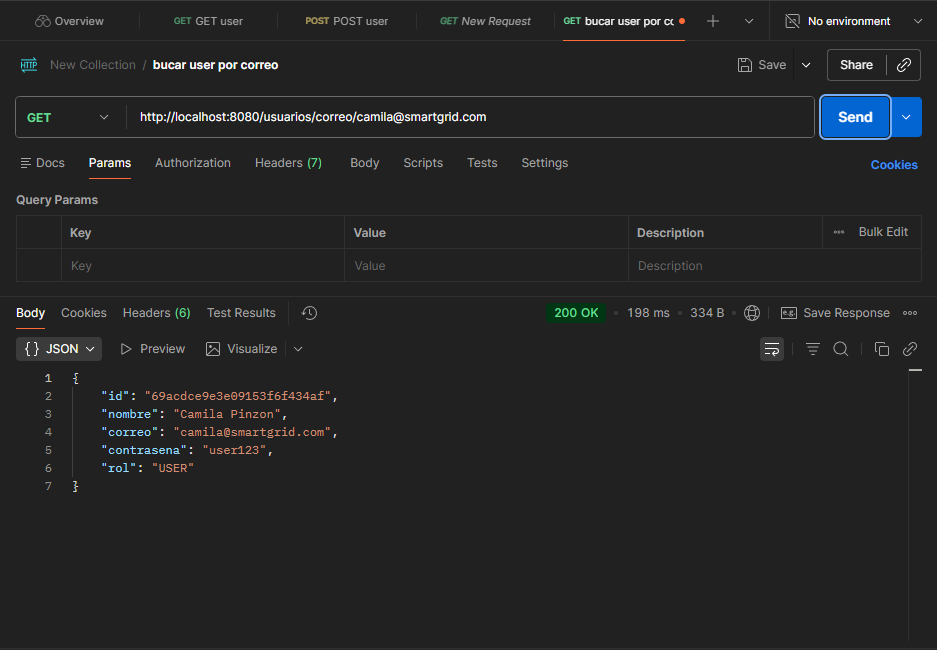 Overview GET GET user POST POST user GET New Request GET bucar user por cc No environment
HTTP New Collection / bucar user por correo Save Share
GET http://localhost:8080/usuarios/correo/camila@smartgrid.com Send
Docs Params Authorization Headers (7) Body Scripts Tests Settings Cookies
Query Params
Key Value Description Bulk Edit
Key Value Description
Body Cookies Headers (6) Test Results 200 OK 198 ms 334 B e.g. Save Response
{} JSON Preview Visualize
1 {
2 "id": "69acdce9e3e09153f6f434af",
3 "nombre": "Camila Pinzon",
4 "correo": "camila@smartgrid.com",
5 "contrasena": "user123",
6 "rol": "USER"
7 }